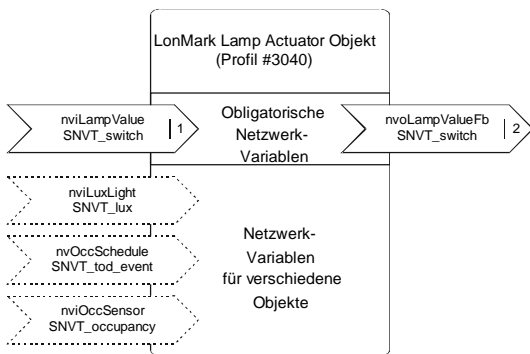 LonMark Lamp Actuator Objekt
(Profil #3040)
nviLampValue
SNVT_switch
1
Obligatorische
Netzwerk-
Variablen
nvoLampValueFb
SNVT_switch
2
nviLuxLight
SNVT_lux
nvOccSchedule
SNVT_tod_event
nviOccSensor
SNVT_occupancy
Netzwerk-
Variablen
für verschiedene
Objekte